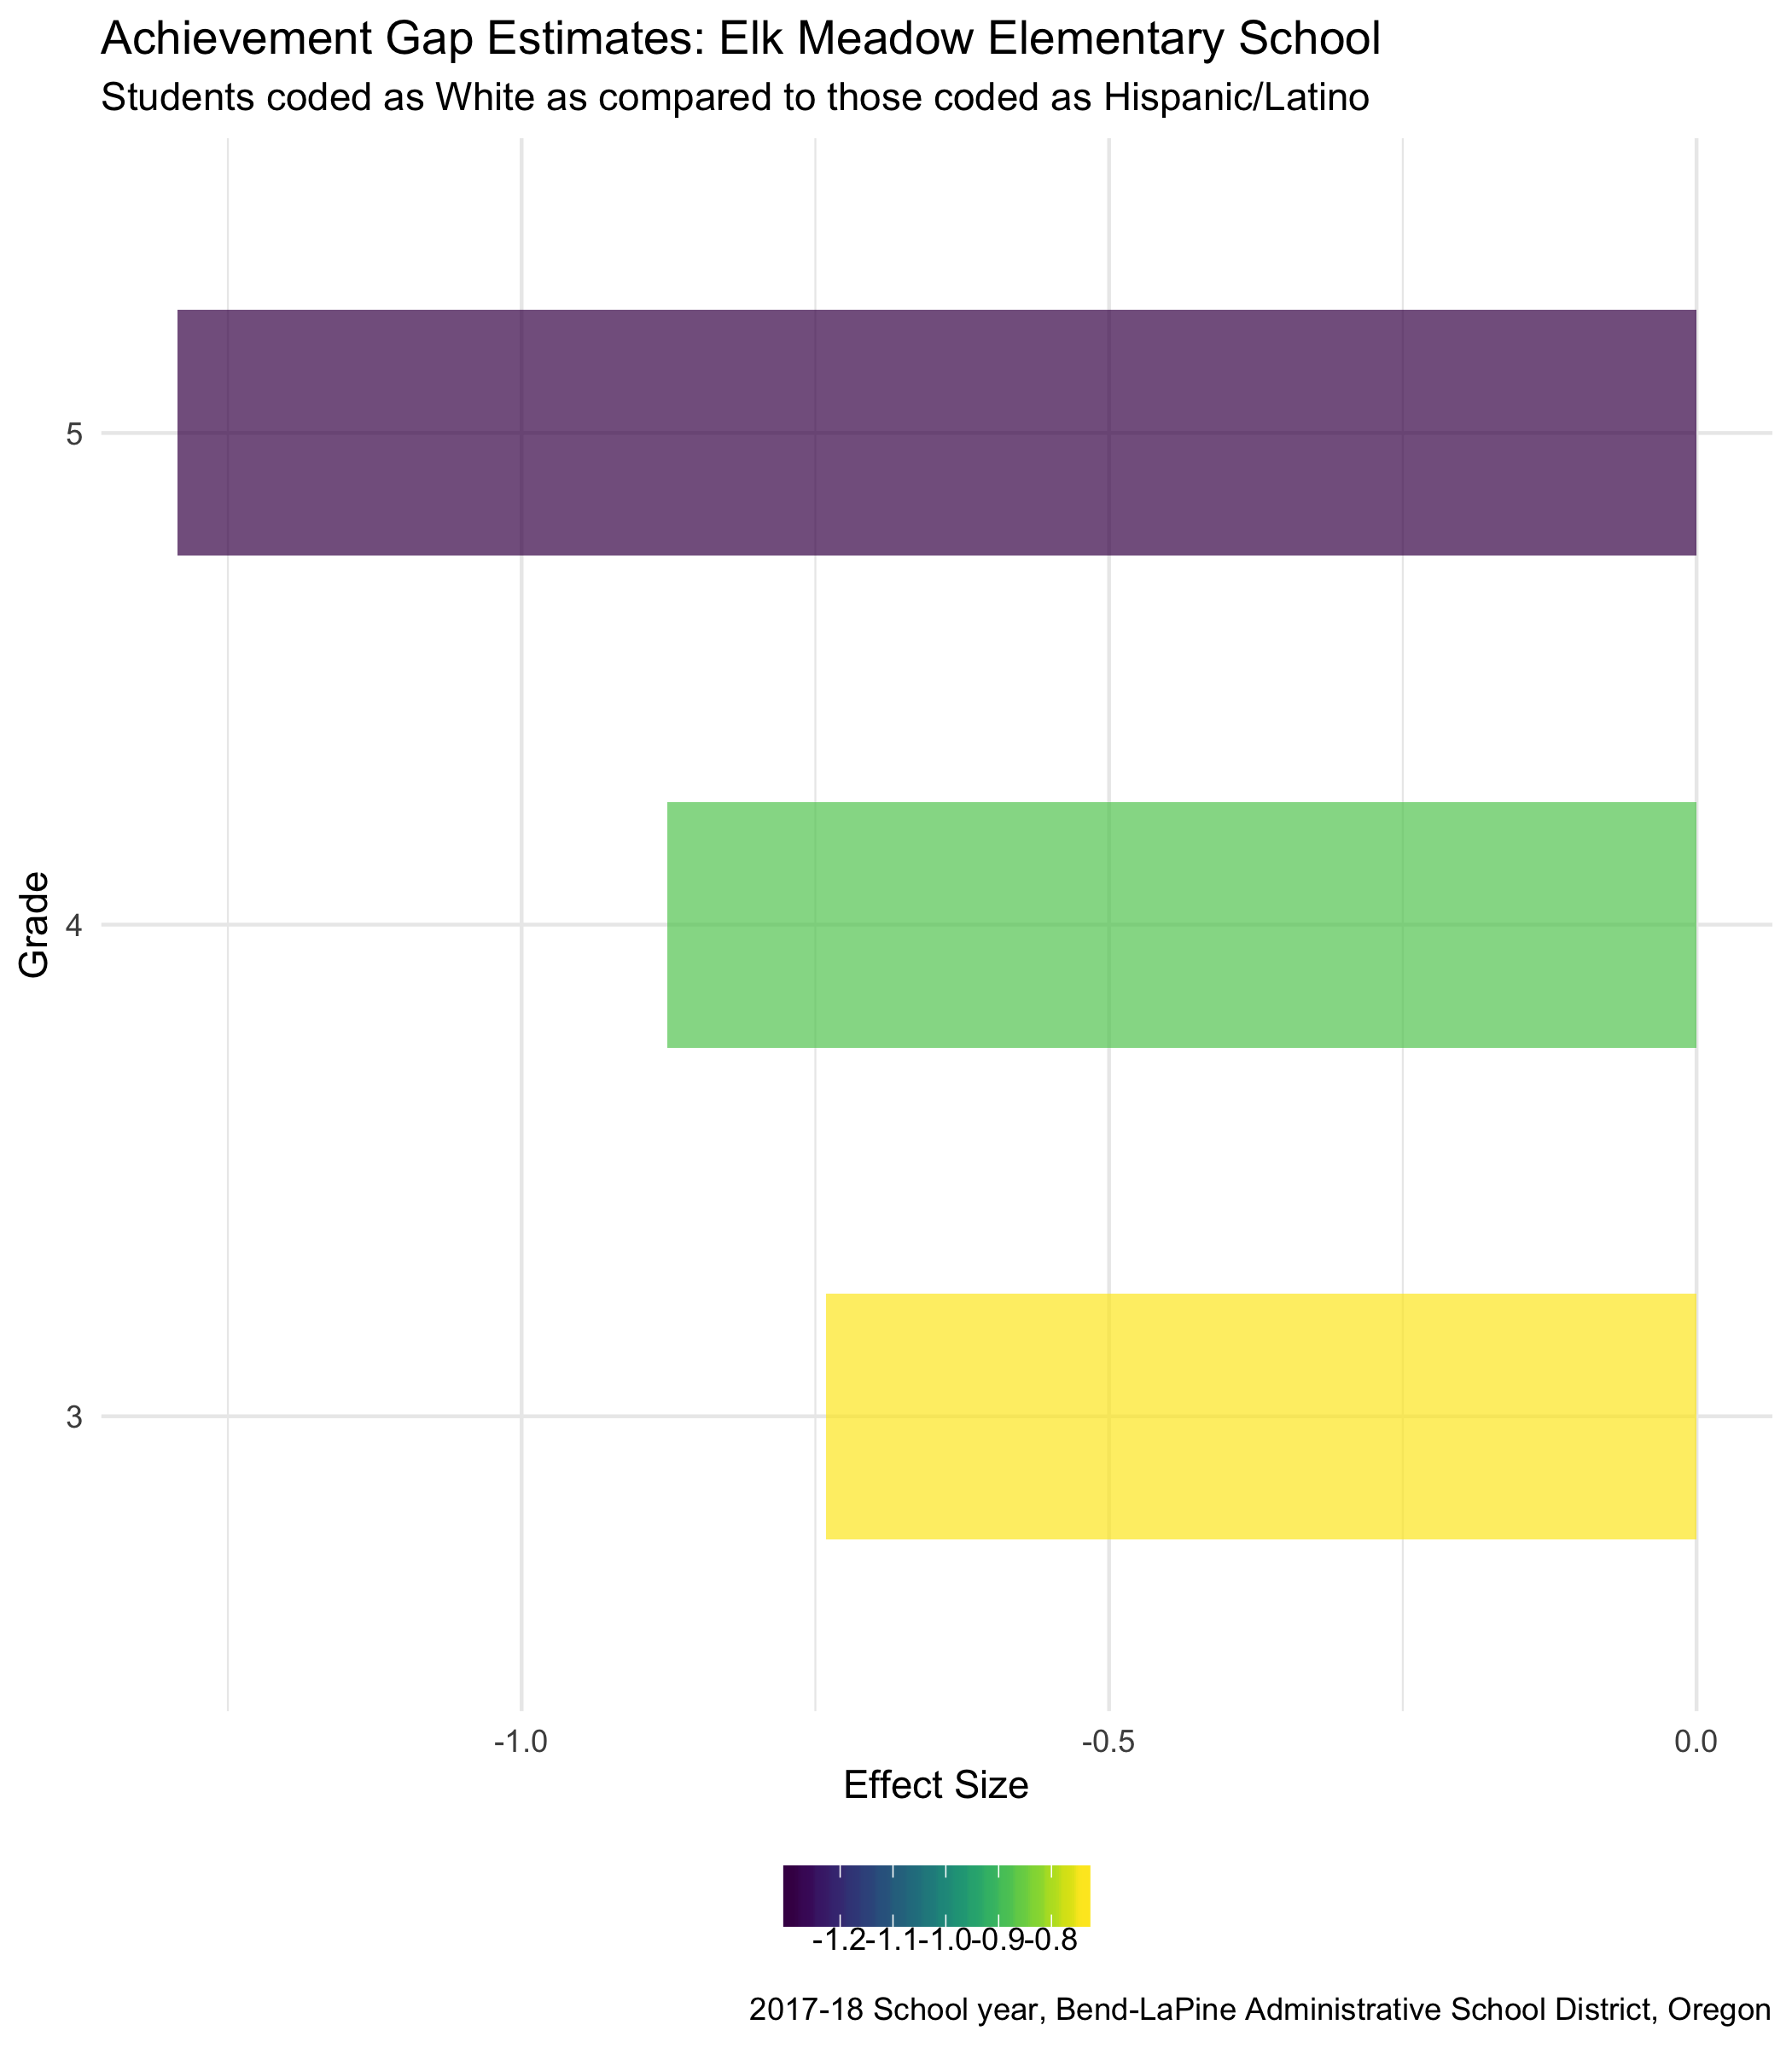 Achievement Gap Estimates: Elk Meadow Elementary School
Students coded as White as compared to those coded as Hispanic/Latino
5
4
3
Grade
-1.0 -0.5 0.0
Effect Size
-1.2 -1.1 -1.0 -0.9 -0.8
2017-18 School year, Bend-LaPine Administrative School District, Oregon